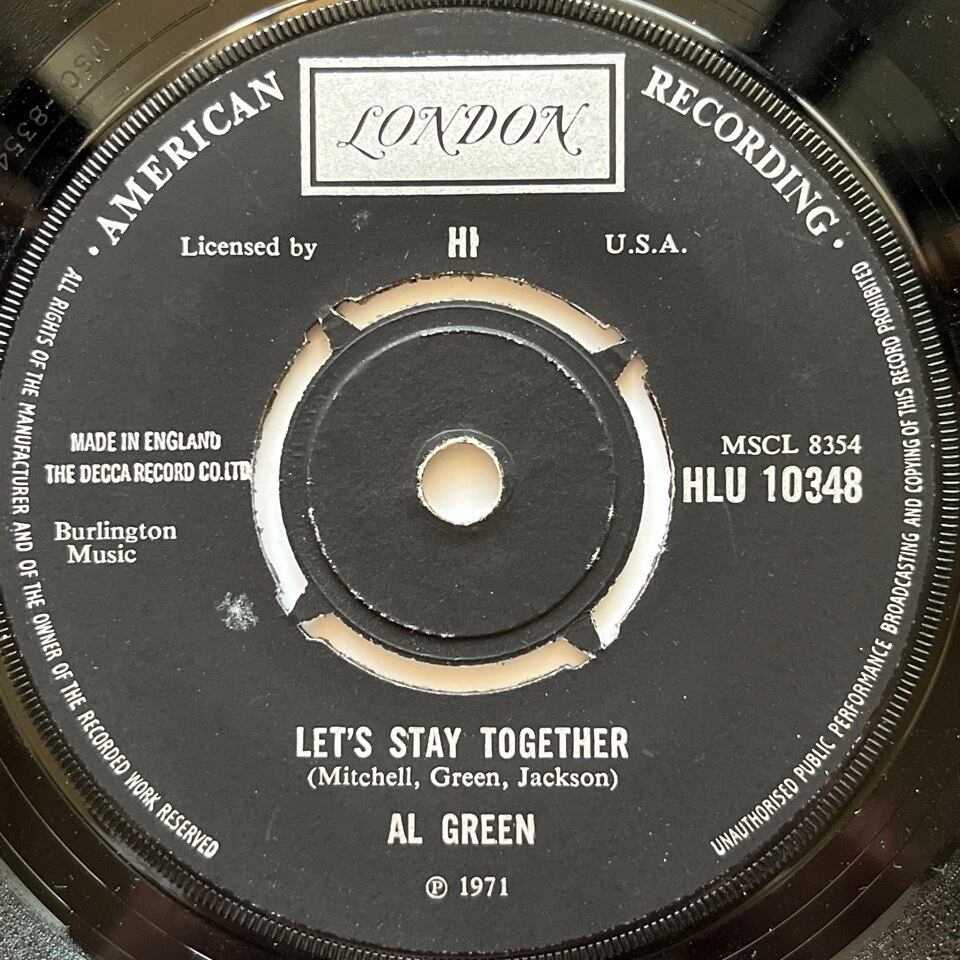 · AMERICAN RECORDING ·
LONDON
Licensed by HI U.S.A.
MADE IN ENGLAND
THE DECCA RECORD CO.LTD
Burlington
Music
MSCL 8354
HLU 10348
LET'S STAY TOGETHER
(Mitchell, Green, Jackson)
AL GREEN
℗ 1971
ALL RIGHTS OF THE MANUFACTURER AND OF THE OWNER OF THE RECORDED WORK RESERVED
UNAUTHORISED PUBLIC PERFORMANCE BROADCASTING AND COPYING OF THIS RECORD PROHIBITED